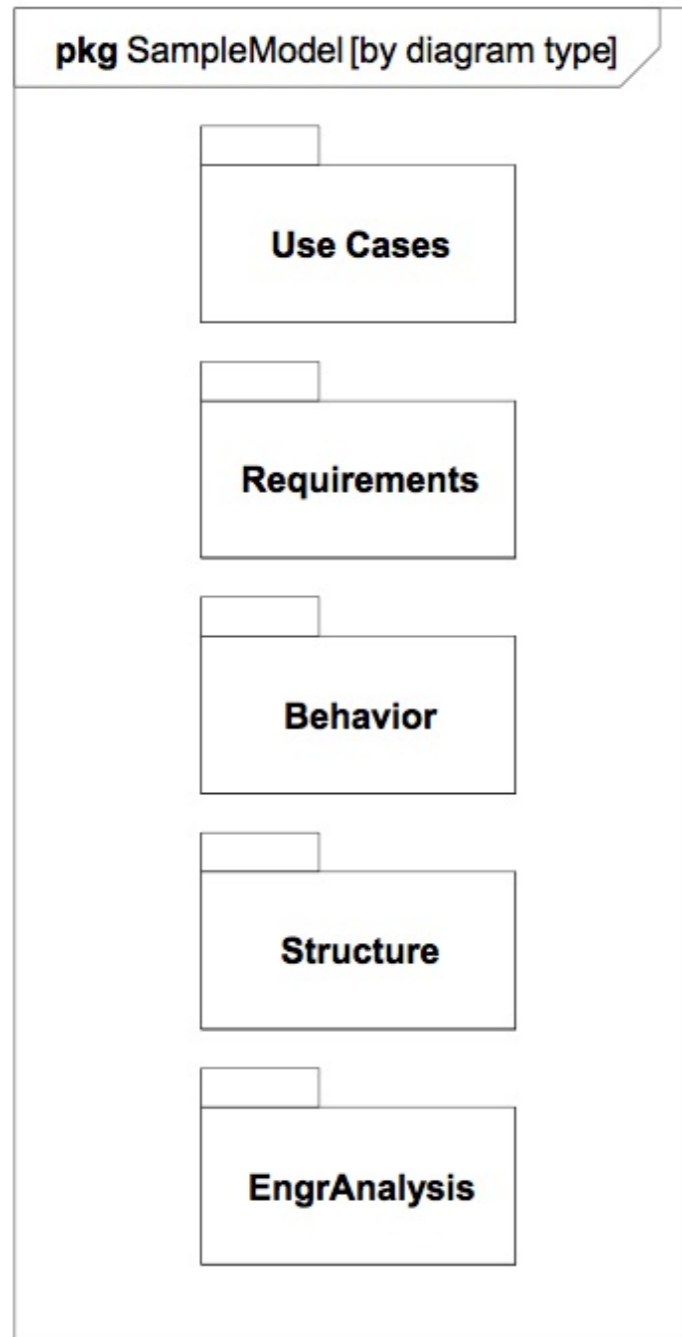 pkg SampleModel [by diagram type]
Use Cases
Requirements
Behavior
Structure
EngrAnalysis